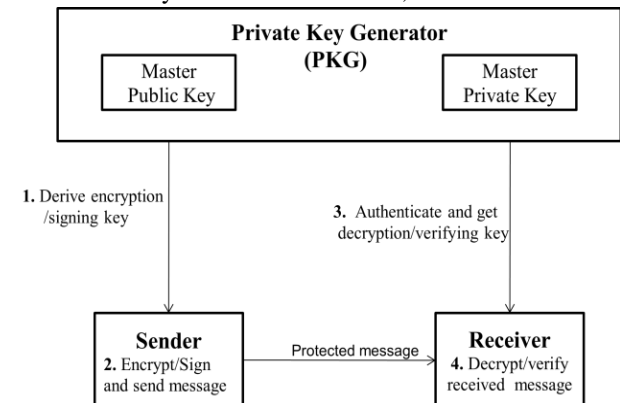 Private Key Generator
(PKG)
Master
Public Key
Master
Private Key
1. Derive encryption
/signing key
3. Authenticate and get
decryption/verifying key
Sender
2. Encrypt/Sign
and send message
Protected message
Receiver
4. Decrypt/verify
received message